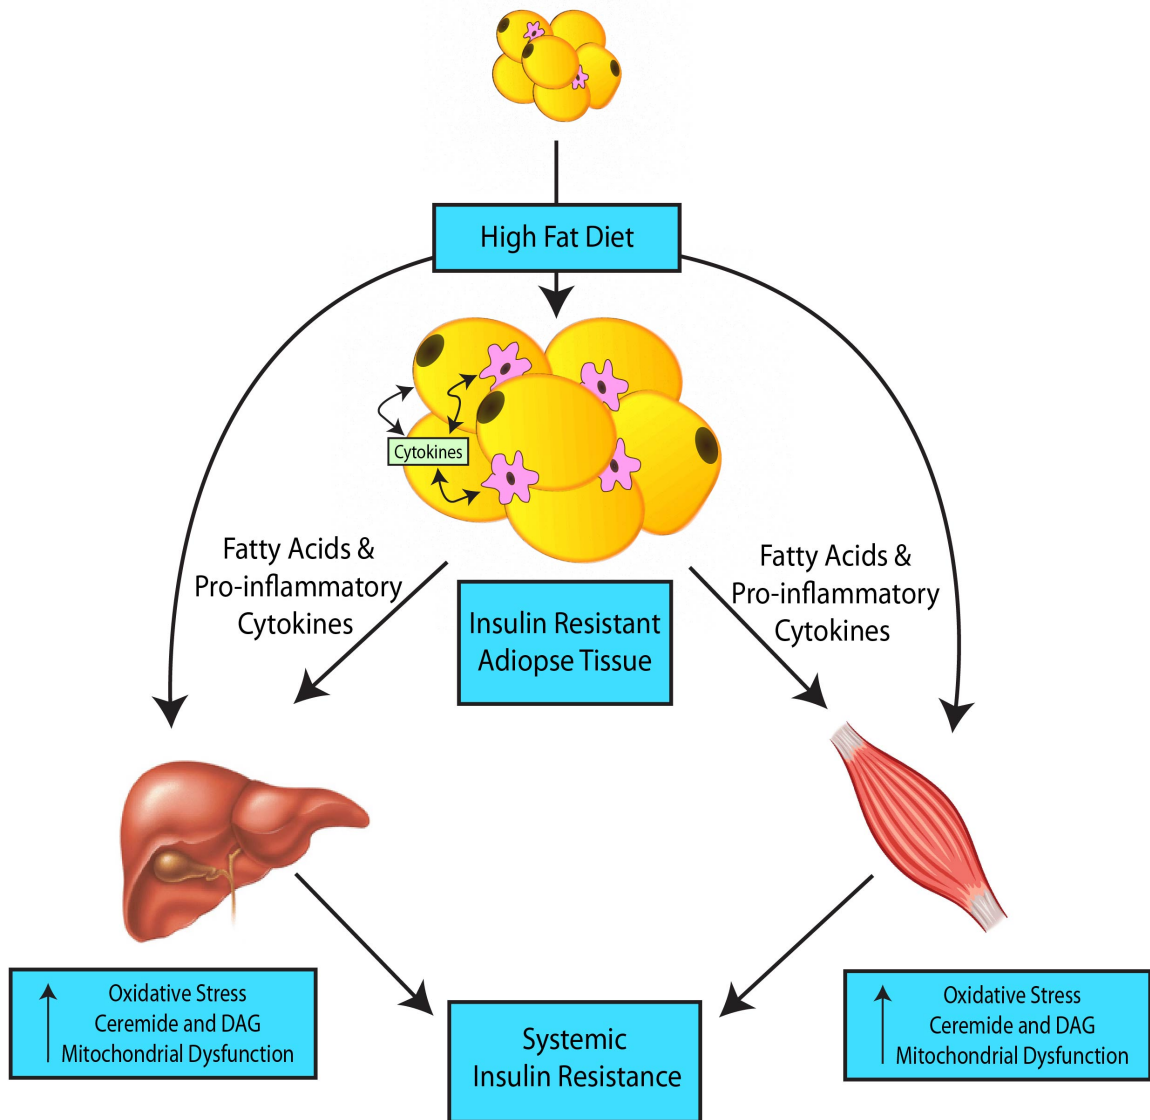 High Fat Diet
Cytokines
Fatty Acids &
Pro-inflammatory
Cytokines
Fatty Acids &
Pro-inflammatory
Cytokines
Insulin Resistant
Adiopse Tissue
Oxidative Stress
Ceremide and DAG
Mitochondrial Dysfunction
Systemic
Insulin Resistance
Oxidative Stress
Ceremide and DAG
Mitochondrial Dysfunction